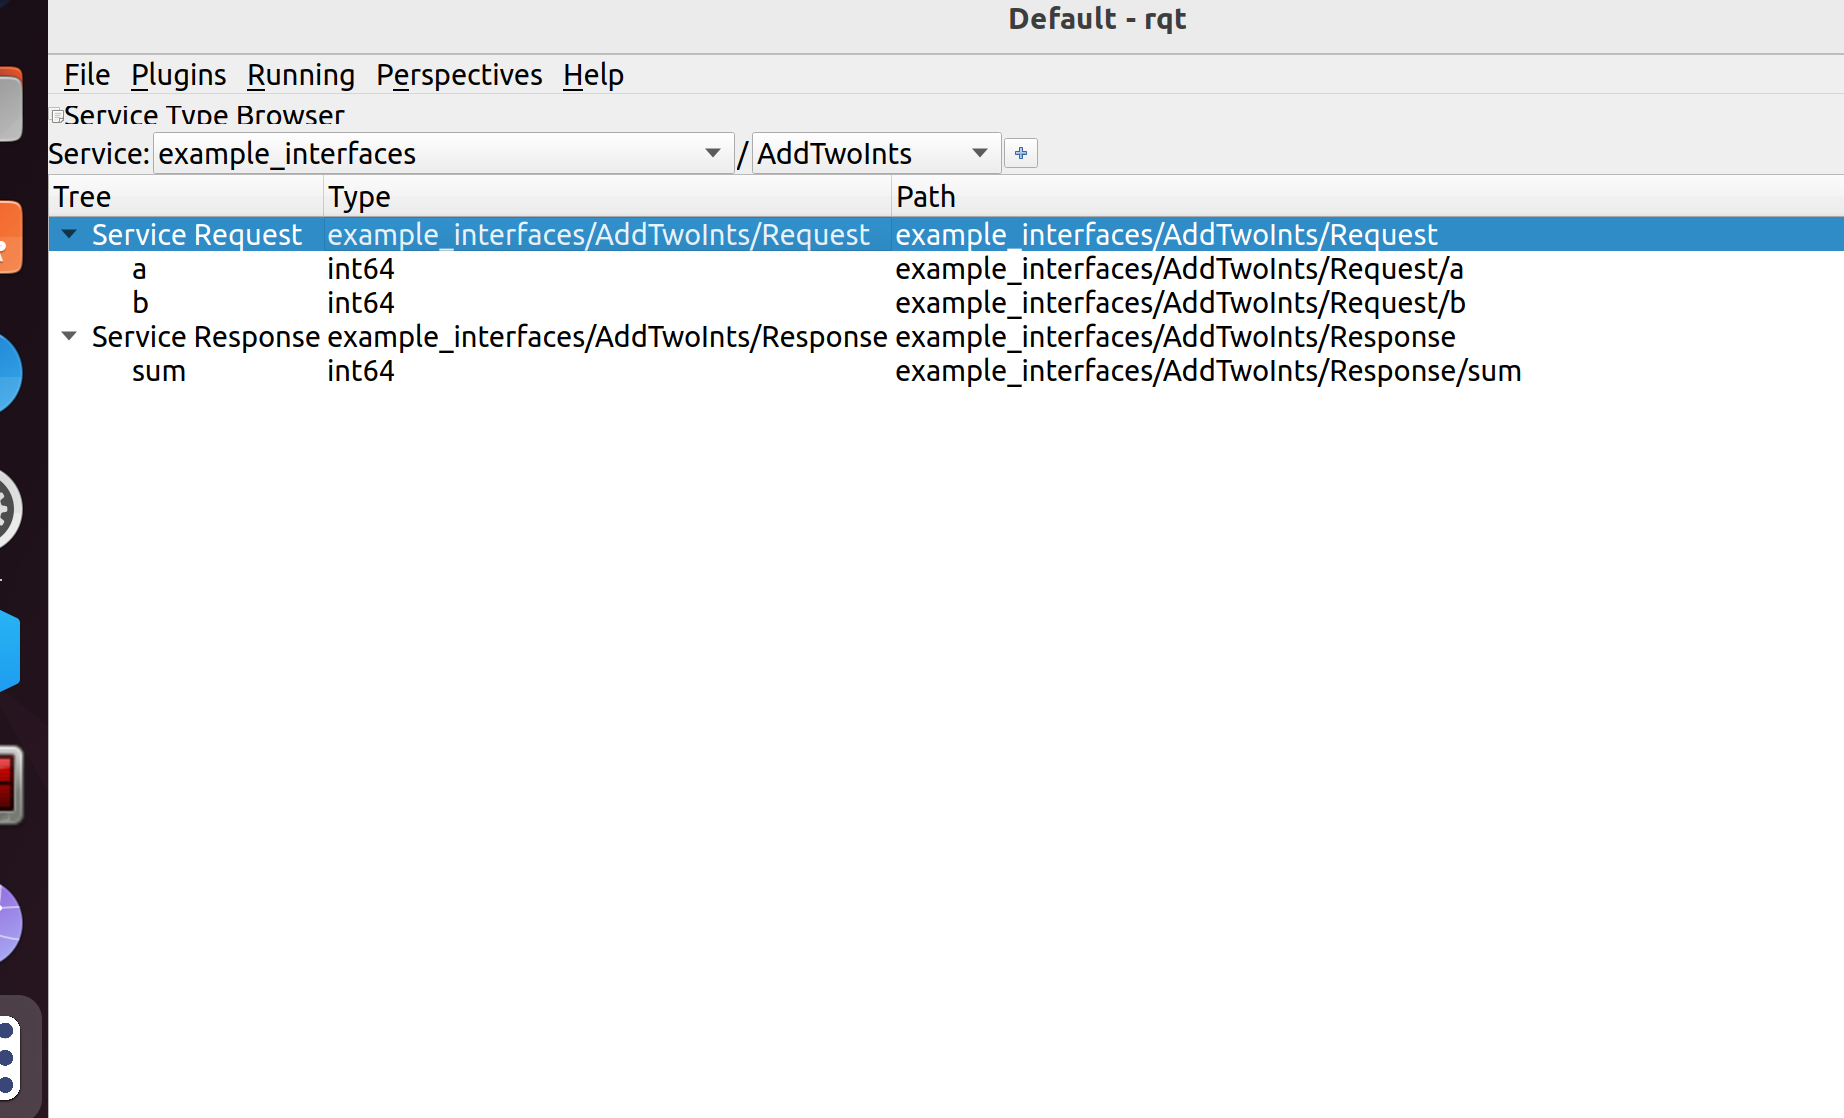 Default - rqt
File Plugins Running Perspectives Help
Service Type Browser
Service: example_interfaces / AddTwoInts
Tree Type Path
Service Request example_interfaces/AddTwoInts/Request example_interfaces/AddTwoInts/Request
a int64 example_interfaces/AddTwoInts/Request/a
b int64 example_interfaces/AddTwoInts/Request/b
Service Response example_interfaces/AddTwoInts/Response example_interfaces/AddTwoInts/Response
sum int64 example_interfaces/AddTwoInts/Response/sum